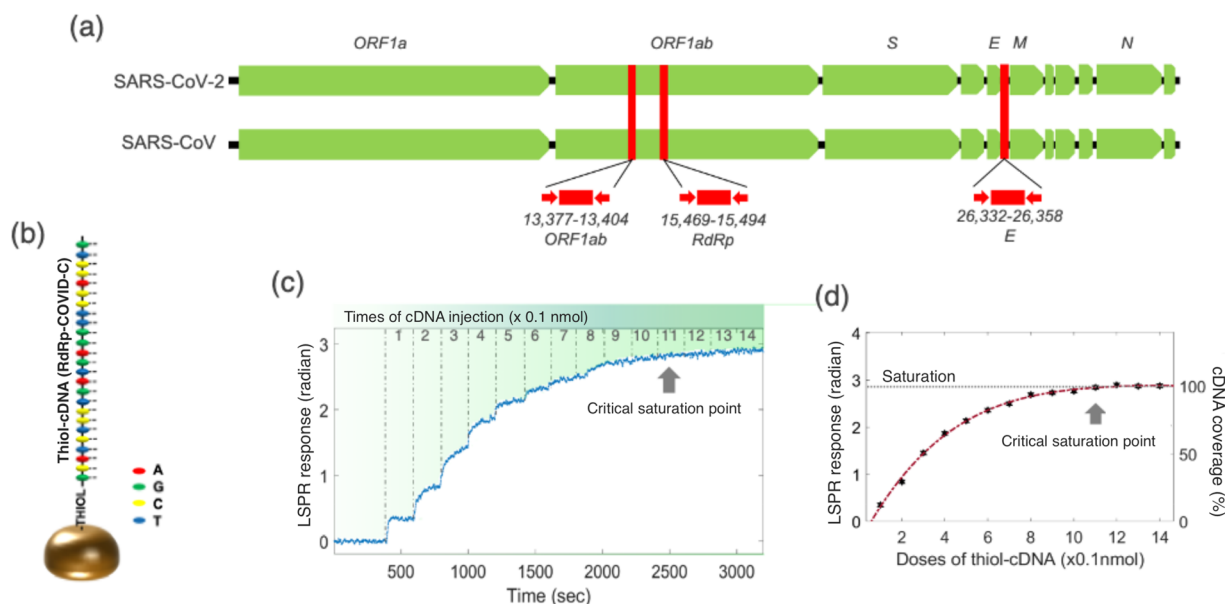 (a)
ORF1a ORF1ab S E M N
SARS-CoV-2
SARS-CoV
13,377-13,404 15,469-15,494 26,332-26,358
ORF1ab RdRp E
(b)
Thiol-cDNA (RdRp-COVID-C)
THIOL
A
G
C
T
(c)
Times of cDNA injection (x 0.1 nmol)
1 2 3 4 5 6 7 8 9 10 11 12 13 14
LSPR response (radian)
3
2
1
0
Critical saturation point
500 1000 1500 2000 2500 3000
Time (sec)
(d)
LSPR response (radian)
4
3
2
1
0
Saturation
Critical saturation point
100
50
0
cDNA coverage (%)
2 4 6 8 10 12 14
Doses of thiol-cDNA (x0.1nmol)